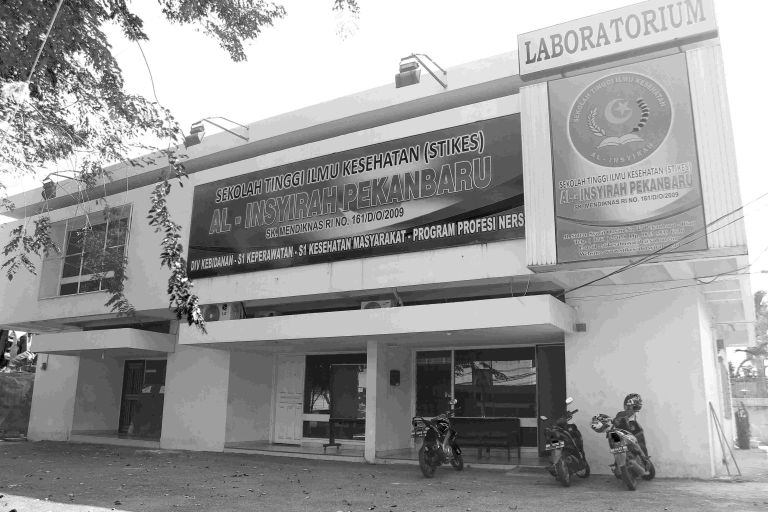 SEKOLAH TINGGI ILMU KESEHATAN (STIKES)
AL - INSYIRAH PEKANBARU
SK. MENDIKNAS RI NO. 161/D/O/2009
DIV KEBIDANAN - S1 KEPERAWATAN - S1 KESEHATAN MASYARAKAT - PROGRAM PROFESI NERS
LABORATORIUM
SEKOLAH TINGGI ILMU KESEHATAN
AL - INSYIRAH
SEKOLAH TINGGI ILMU KESEHATAN (STIKES)
AL - INSYIRAH PEKANBARU
SK. MENDIKNAS RI NO. 161/D/O/2009